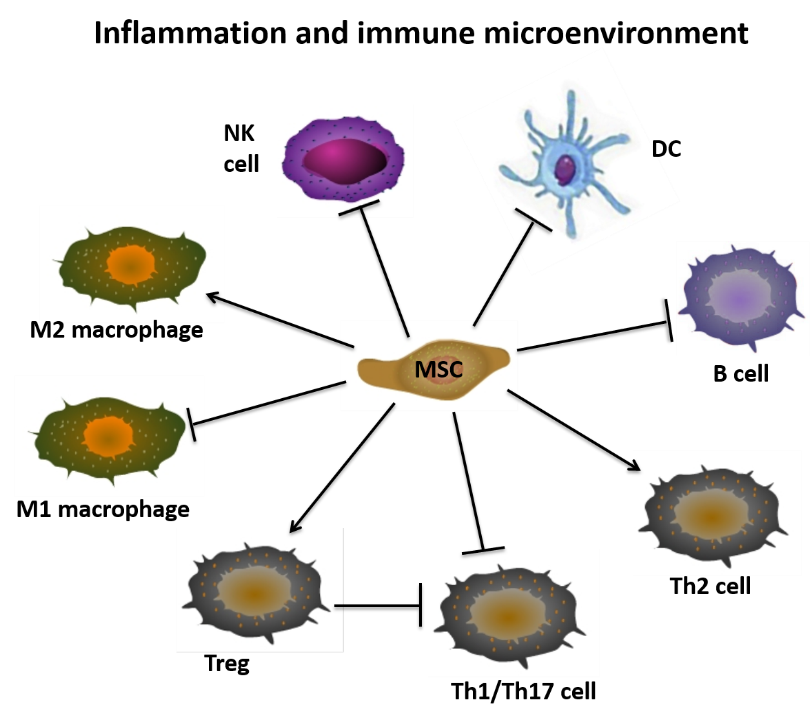 Inflammation and immune microenvironment
NK
cell
DC
M2 macrophage
MSC
B cell
M1 macrophage
Th2 cell
Treg
Th1/Th17 cell